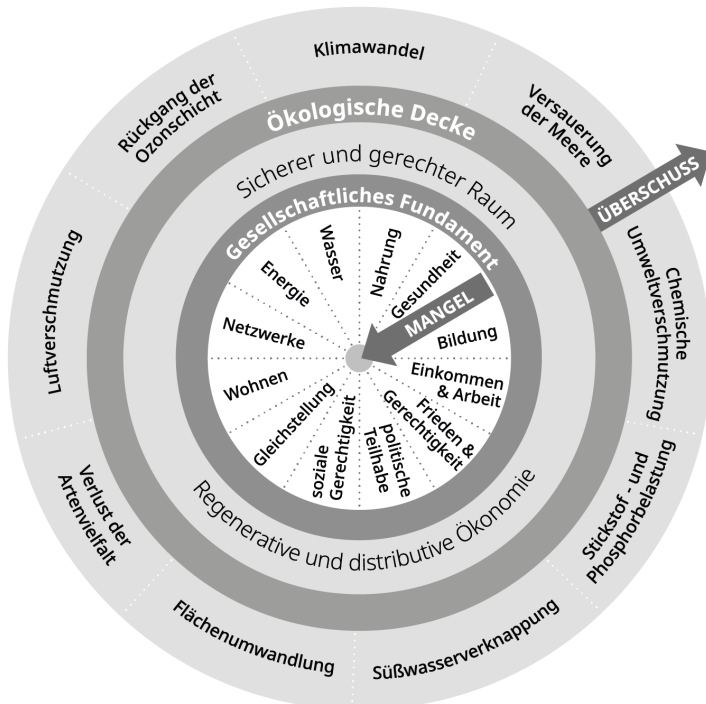 Klimawandel
Versauerung
der Meere
ÜBERSCHUSS
Chemische
Umweltverschmutzung
Stickstof - und
Phosphorbelastung
Süßwasserverknappung
Flächenumwandlung
Verlust der
Artenvielfalt
Luftverschmutzung
Rückgang der
Ozonschicht
Ökologische Decke
Sicherer und gerechter Raum
Gesellschaftliches Fundament
Wasser
Nahrung
Gesundheit
MANGEL
Bildung
Einkommen
& Arbeit
Frieden &
Gerechtigkeit
politische
Teilhabe
soziale
Gerechtigkeit
Gleichstellung
Wohnen
Netzwerke
Energie
Regenerative und distributive Ökonomie